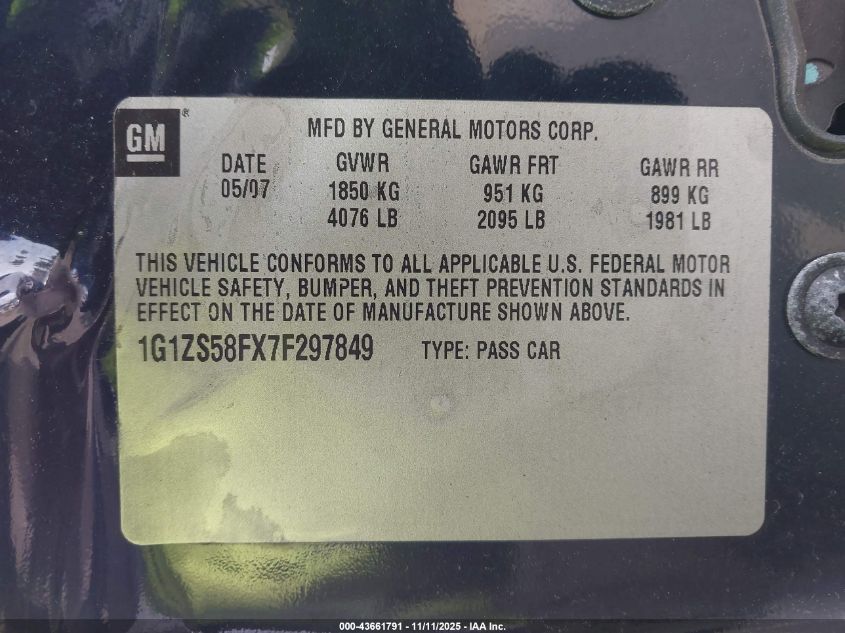 GM ®
MFD BY GENERAL MOTORS CORP.
DATE GVWR GAWR FRT GAWR RR
05/07 1850 KG 951 KG 899 KG
4076 LB 2095 LB 1981 LB
THIS VEHICLE CONFORMS TO ALL APPLICABLE U.S. FEDERAL MOTOR
VEHICLE SAFETY, BUMPER, AND THEFT PREVENTION STANDARDS IN
EFFECT ON THE DATE OF MANUFACTURE SHOWN ABOVE.
1G1ZS58FX7F297849 TYPE: PASS CAR
000-43661791 - 11/11/2025 - IAA Inc.